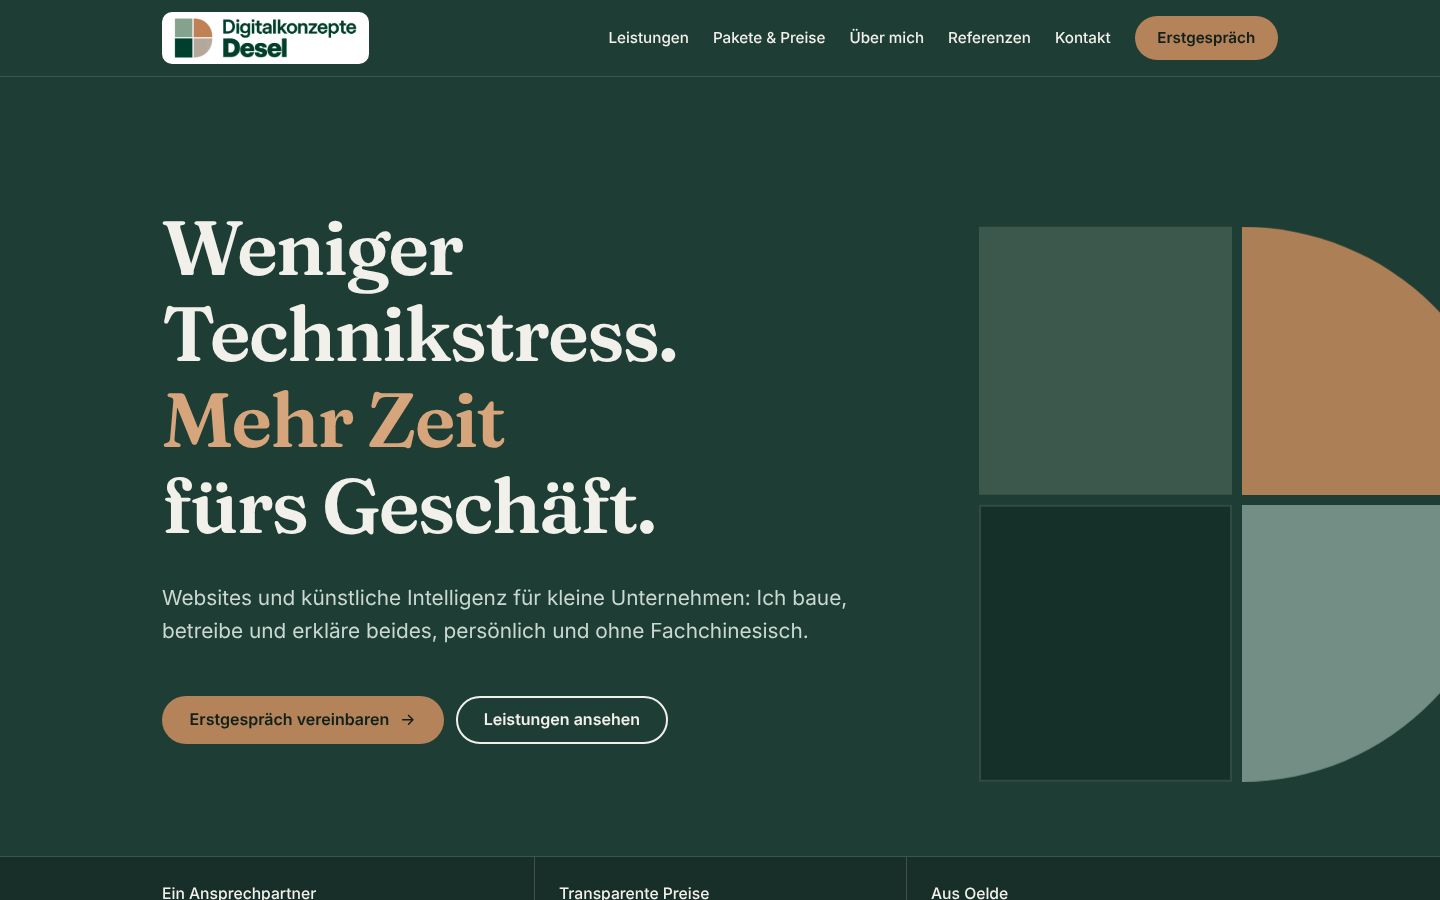 Digitalkonzepte
Desel
Leistungen
Pakete & Preise
Über mich
Referenzen
Kontakt
Erstgespräch
Weniger
Technikstress.
Mehr Zeit
fürs Geschäft.
Websites und künstliche Intelligenz für kleine Unternehmen: Ich baue,
betreibe und erkläre beides, persönlich und ohne Fachchinesisch.
Erstgespräch vereinbaren →
Leistungen ansehen
Ein Ansprechpartner
Transparente Preise
Aus Oelde